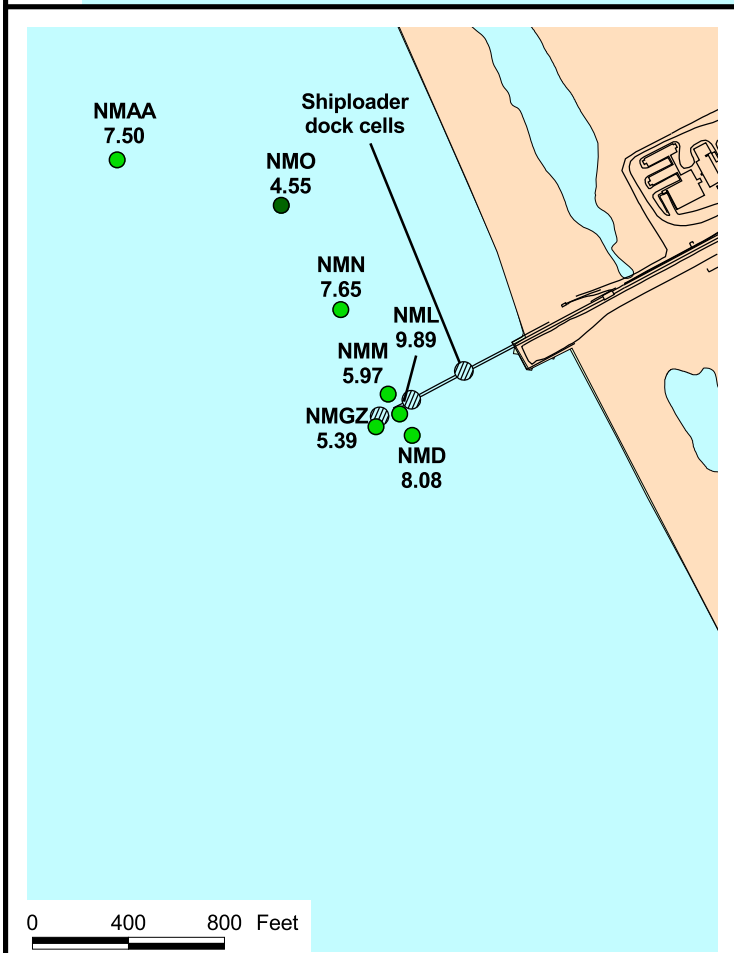 Shiploader
dock cells
NMAA
7.50
NMO
4.55
NMN
7.65
NML
9.89
NMM
5.97
NMGZ
5.39
NMD
8.08
0 400 800 Feet